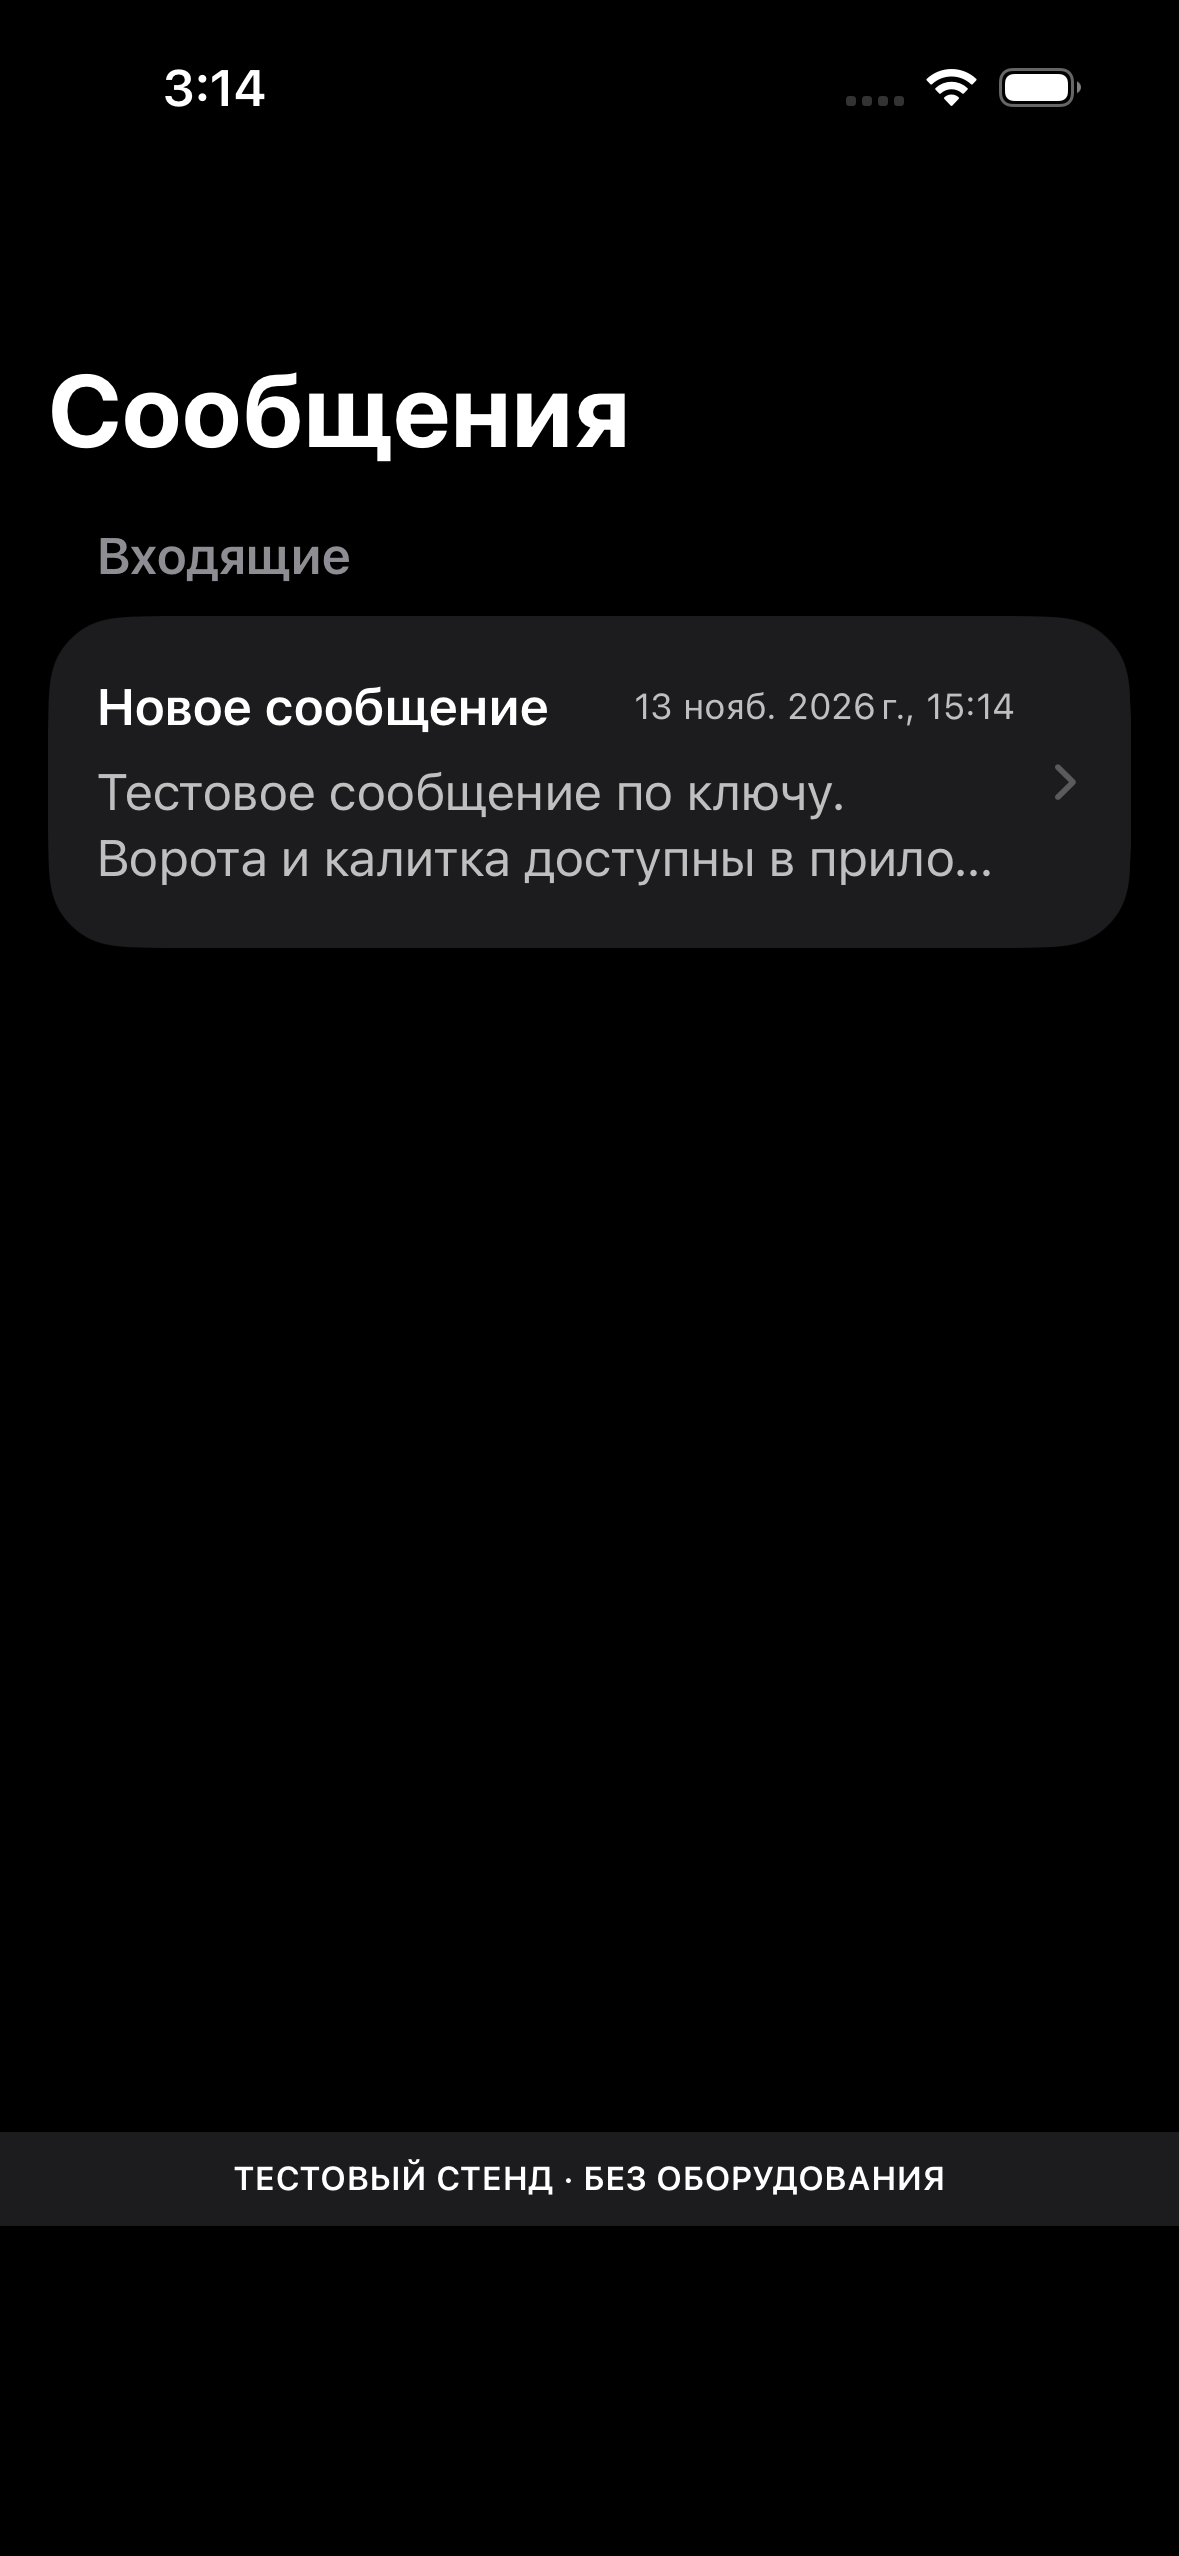 3:14
Сообщения
Входящие
Новое сообщение 13 нояб. 2026 г., 15:14
Тестовое сообщение по ключу.
Ворота и калитка доступны в прило...
ТЕСТОВЫЙ СТЕНД · БЕЗ ОБОРУДОВАНИЯ